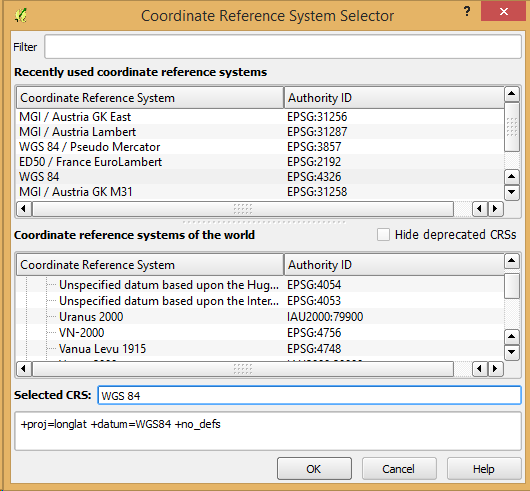 Coordinate Reference System Selector
?
Filter
Recently used coordinate reference systems
Coordinate Reference System Authority ID
MGI / Austria GK East EPSG:31256
MGI / Austria Lambert EPSG:31287
WGS 84 / Pseudo Mercator EPSG:3857
ED50 / France EuroLambert EPSG:2192
WGS 84 EPSG:4326
MGI / Austria GK M31 EPSG:31258
Coordinate reference systems of the world Hide deprecated CRSs
Coordinate Reference System Authority ID
Unspecified datum based upon the Hug... EPSG:4054
Unspecified datum based upon the Inter... EPSG:4053
Uranus 2000 IAU2000:79900
VN-2000 EPSG:4756
Vanua Levu 1915 EPSG:4748
Selected CRS: WGS 84
+proj=longlat +datum=WGS84 +no_defs
OK Cancel Help